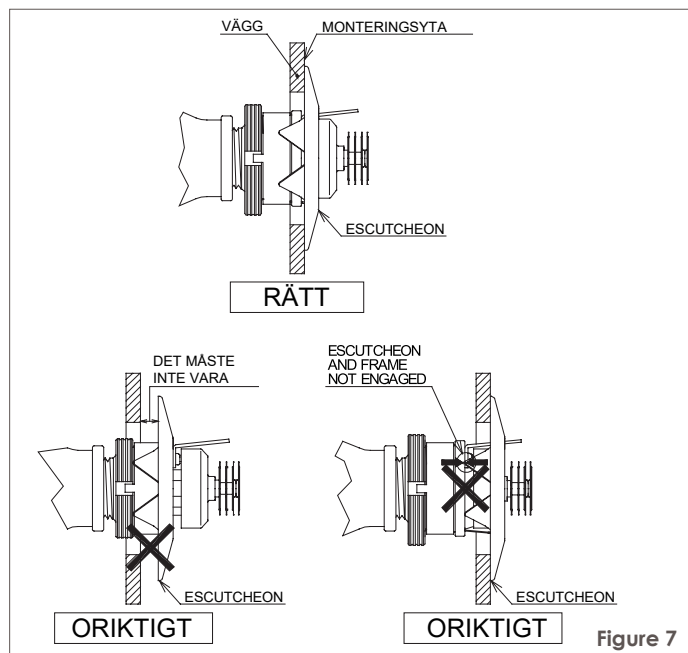 VÄGG
MONTERINGSYTA
ESCUTCHEON
RÄTT
DET MÅSTE
INTE VARA
ESCUTCHEON
ORIKTIGT
ESCUTCHEON
AND FRAME
NOT ENGAGED
ESCUTCHEON
ORIKTIGT
Figure 7